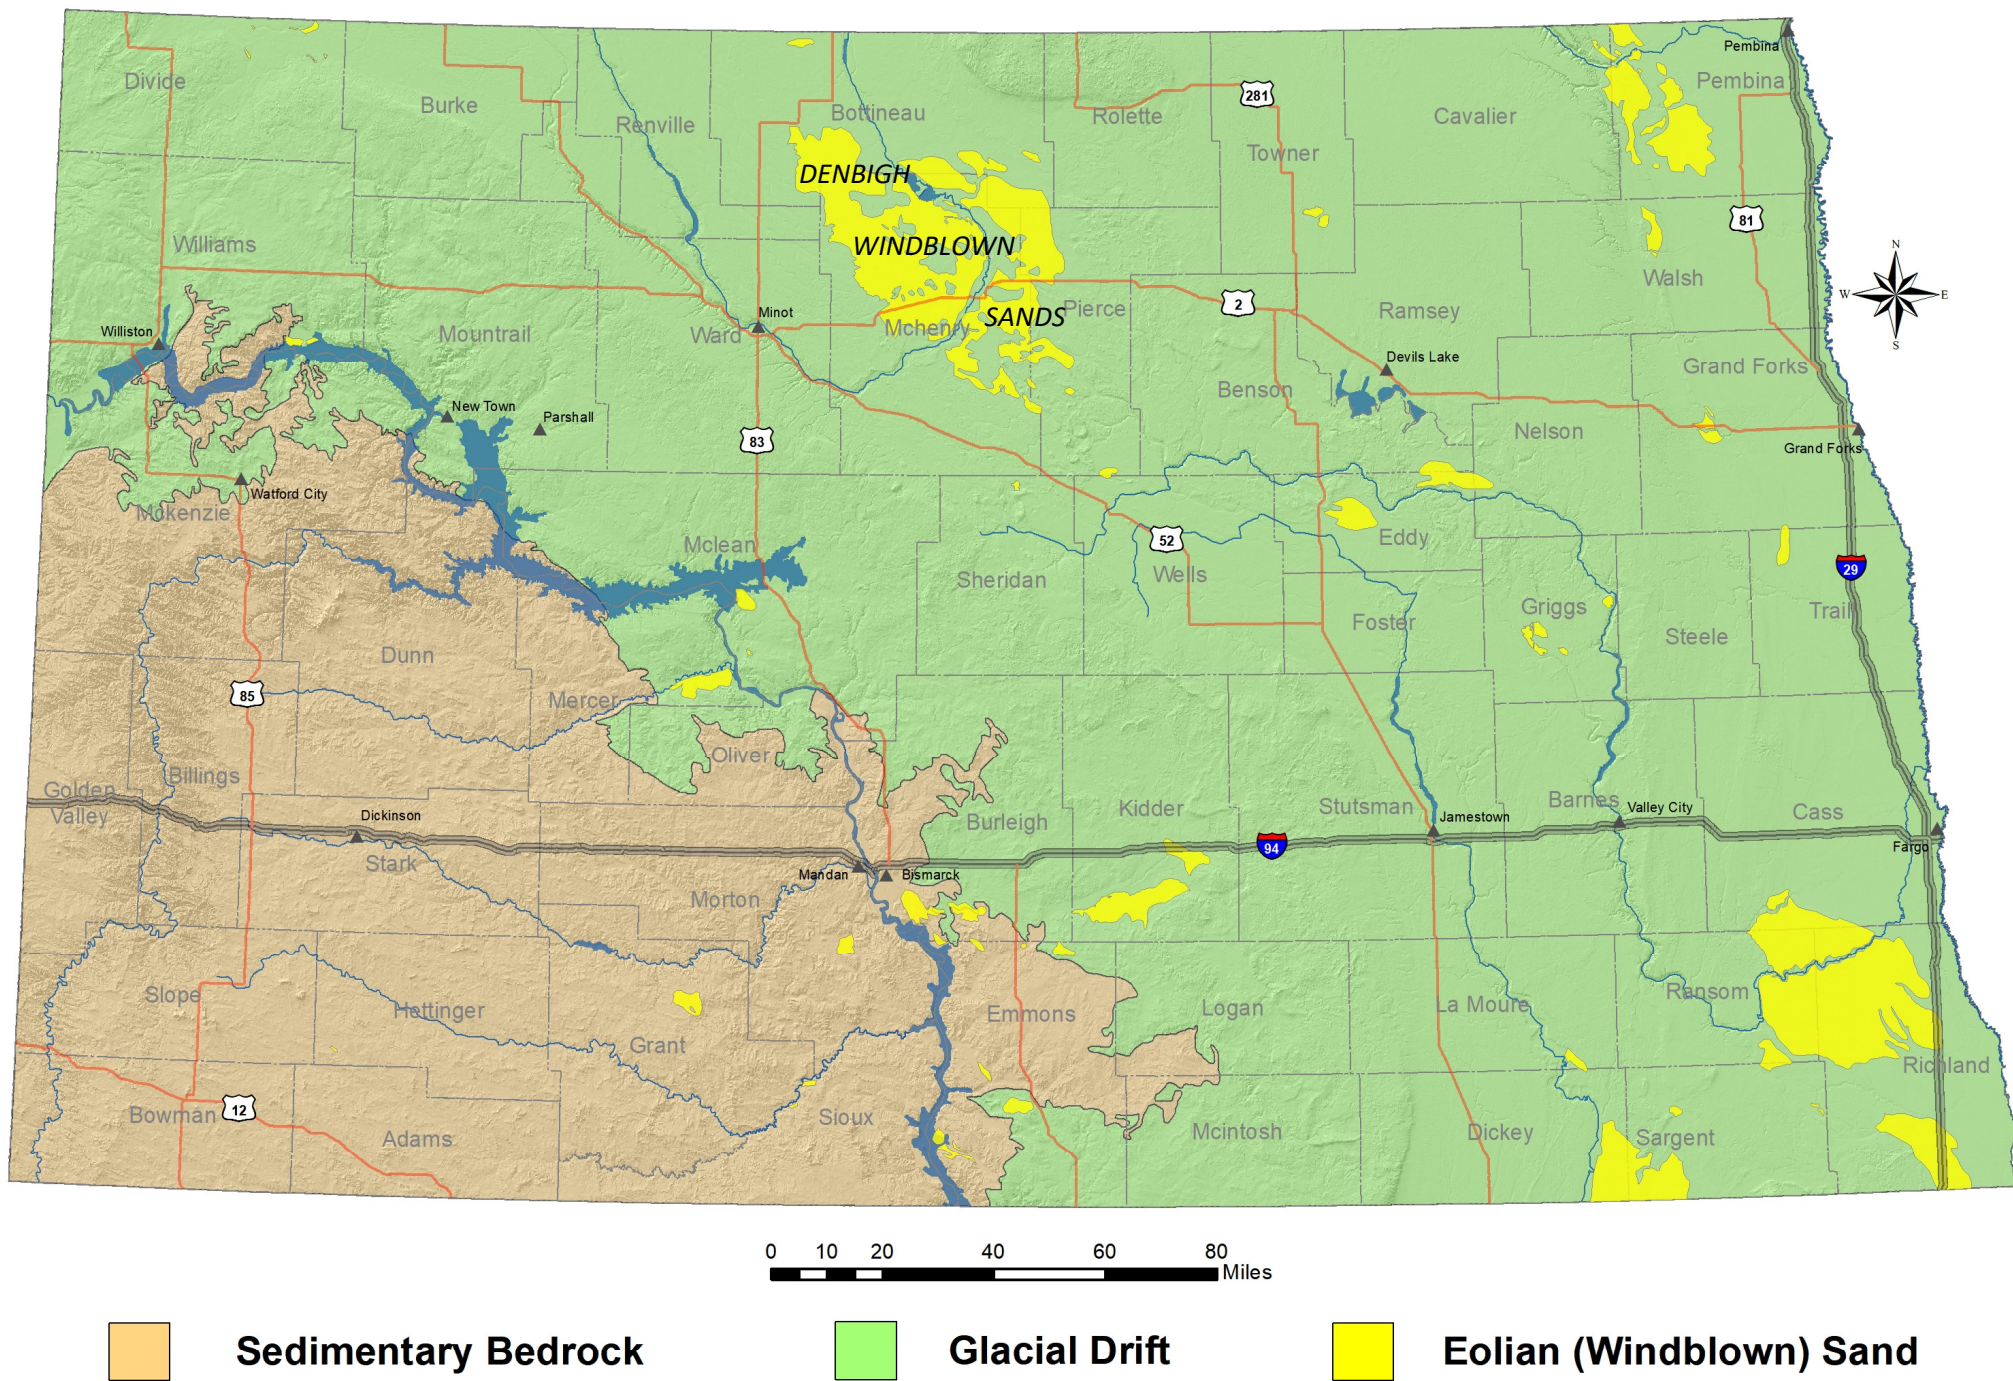 Pembina
Divide
Pembina
281
Burke
Bottineau
Rolette
Cavalier
Renville
Towner
DENBIGH
81
Williams
WINDBLOWN
Walsh
N
W E
S
2
Minot
SANDS
Pierce
Ramsey
Williston
Mountrail
Ward
Mchenry
Devils Lake
Grand Forks
Benson
New Town
Parshall
Nelson
83
Grand Forks
Watford City
Mckenzie
52
Eddy
Mclean
29
Sheridan
Wells
Griggs
Trail
Foster
Steele
Dunn
85
Mercer
Oliver
Billings
Golden
Valley
Kidder
Stutsman
Barnes
Valley City
Cass
Dickinson
Burleigh
Jamestown
94
Fargo
Stark
Mandan
Bismarck
Morton
Slope
Hettinger
Emmons
Logan
La Moure
Ransom
Grant
Richland
Bowman
12
Sioux
Adams
Mcintosh
Dickey
Sargent
0 10 20 40 60 80
Miles
Sedimentary Bedrock
Glacial Drift
Eolian (Windblown) Sand